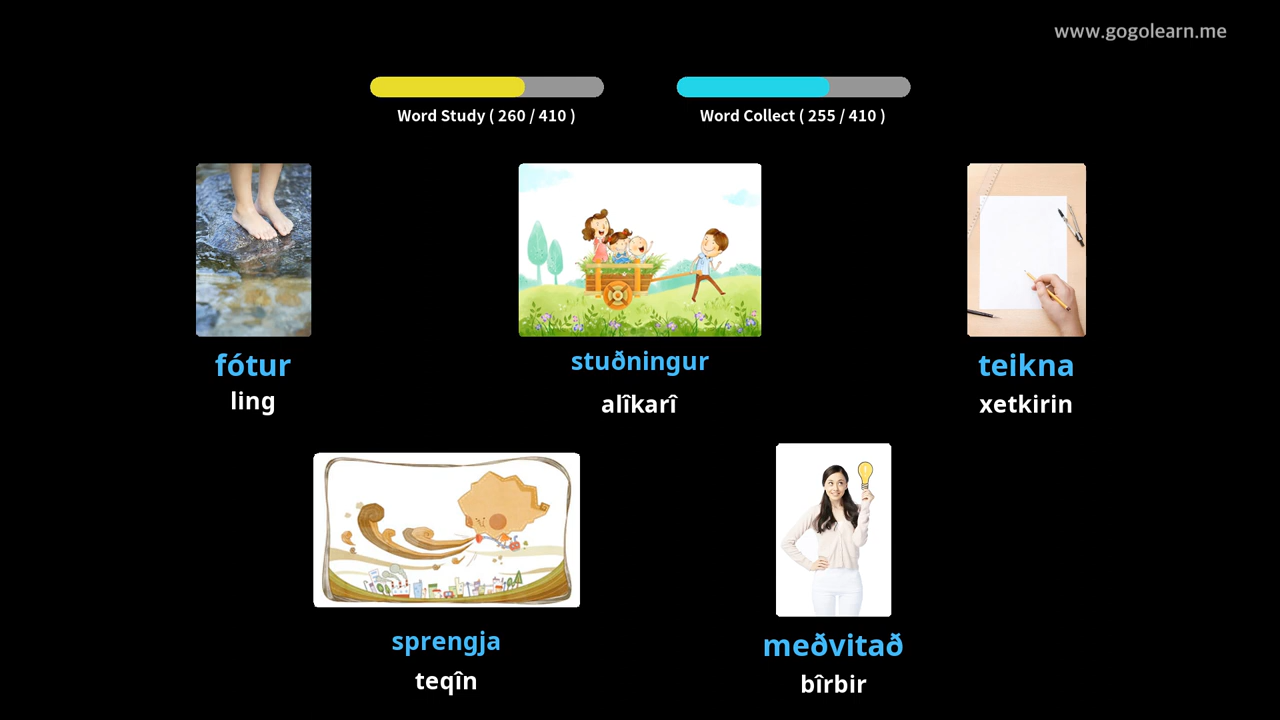 www.gogolearn.me
Word Study ( 260 / 410 )
Word Collect ( 255 / 410 )
fótur
ling
stuðningur
alîkarî
teikna
xetkirin
sprengja
teqîn
meðvitað
bîrbir